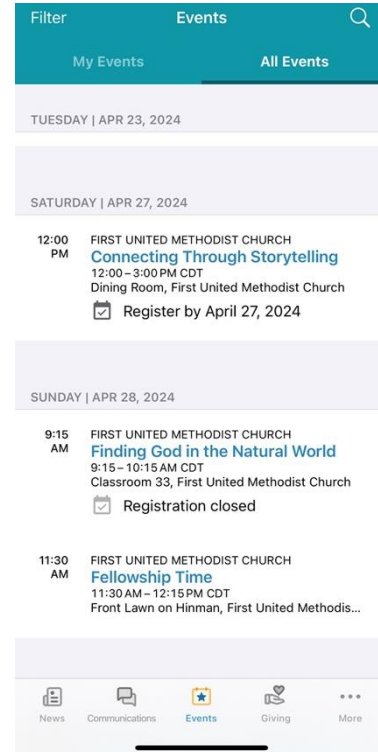 Filter Events
My Events All Events
TUESDAY | APR 23, 2024
SATURDAY | APR 27, 2024
12:00 PM
FIRST UNITED METHODIST CHURCH
Connecting Through Storytelling
12:00 – 3:00 PM CDT
Dining Room, First United Methodist Church
Register by April 27, 2024
SUNDAY | APR 28, 2024
9:15 AM
FIRST UNITED METHODIST CHURCH
Finding God in the Natural World
9:15 – 10:15 AM CDT
Classroom 33, First United Methodist Church
Registration closed
11:30 AM
FIRST UNITED METHODIST CHURCH
Fellowship Time
11:30 AM – 12:15 PM CDT
Front Lawn on Hinman, First United Methodis...
News Communications Events Giving More